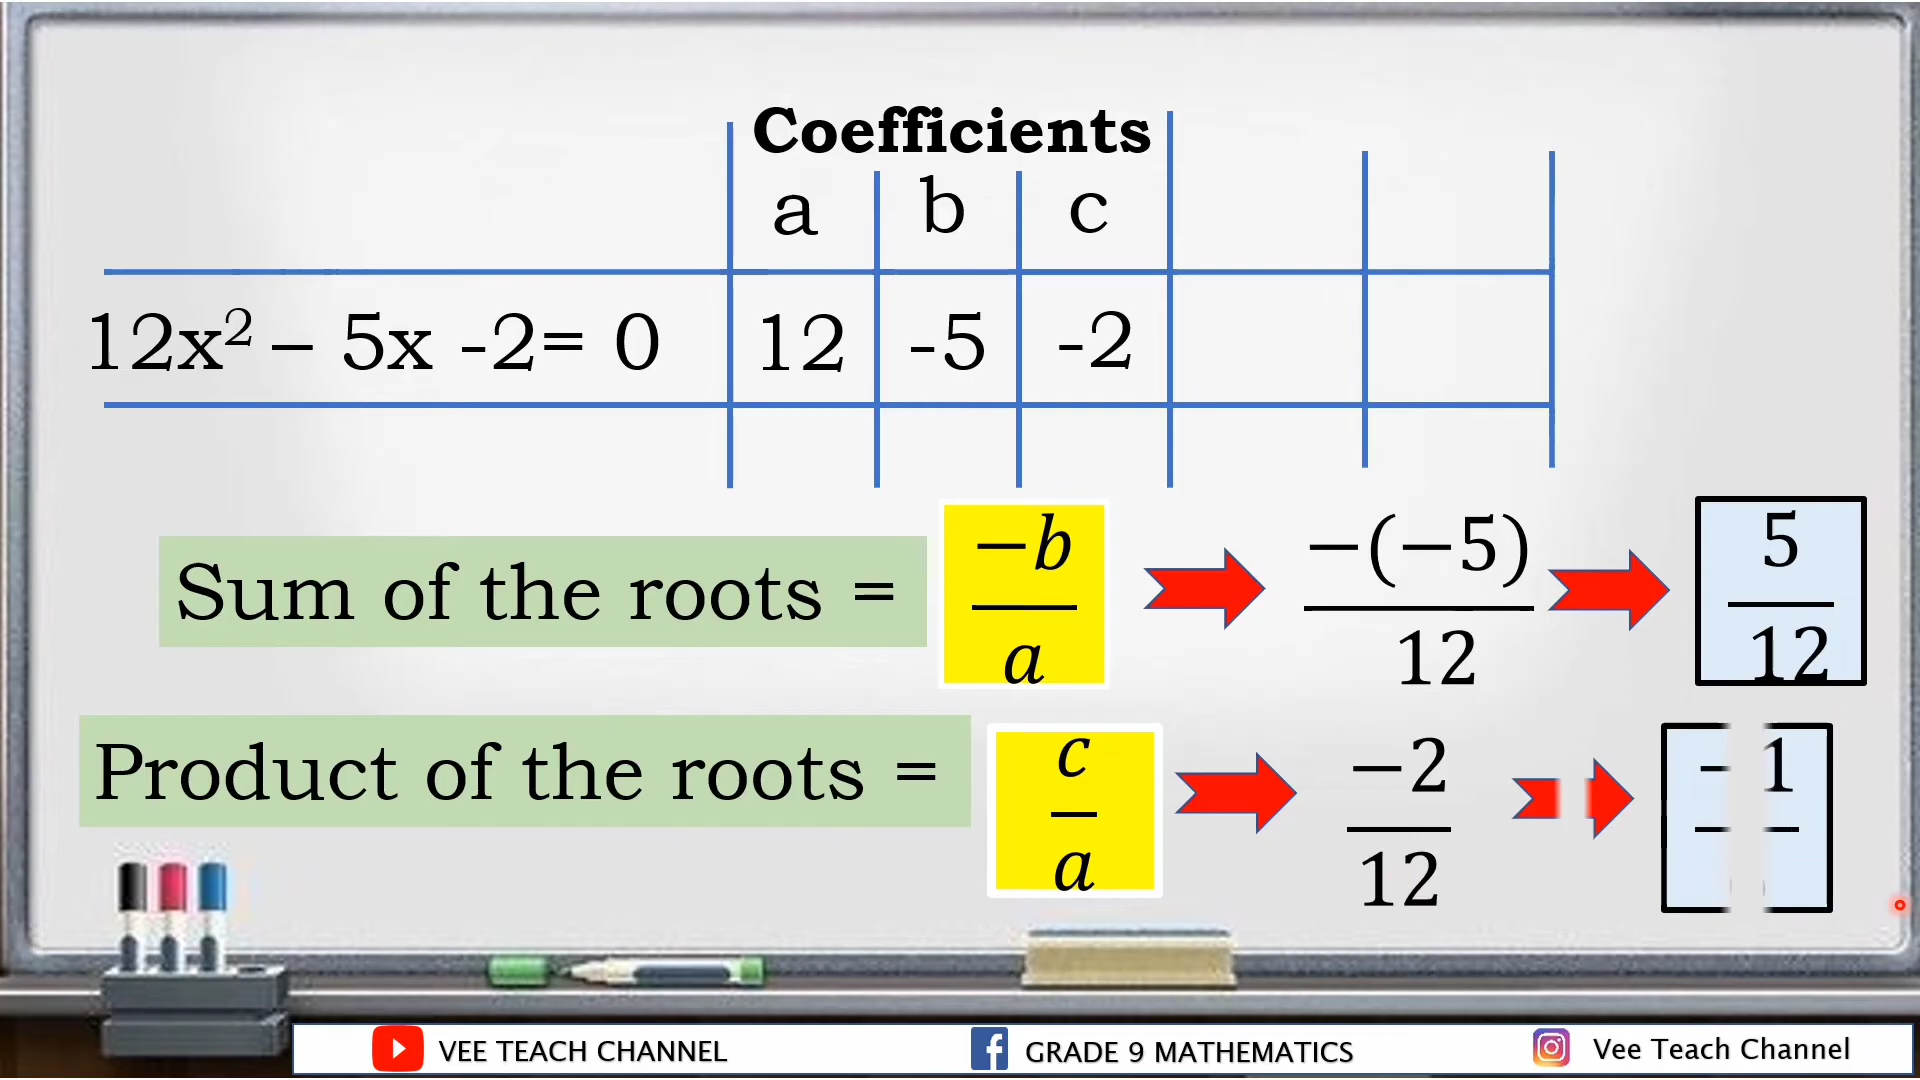 Coefficients
a b c
12x² – 5x -2= 0 12 -5 -2
Sum of the roots = −b/a −(−5)/12 5/12
Product of the roots = c/a −2/12 −1
VEE TEACH CHANNEL GRADE 9 MATHEMATICS Vee Teach Channel